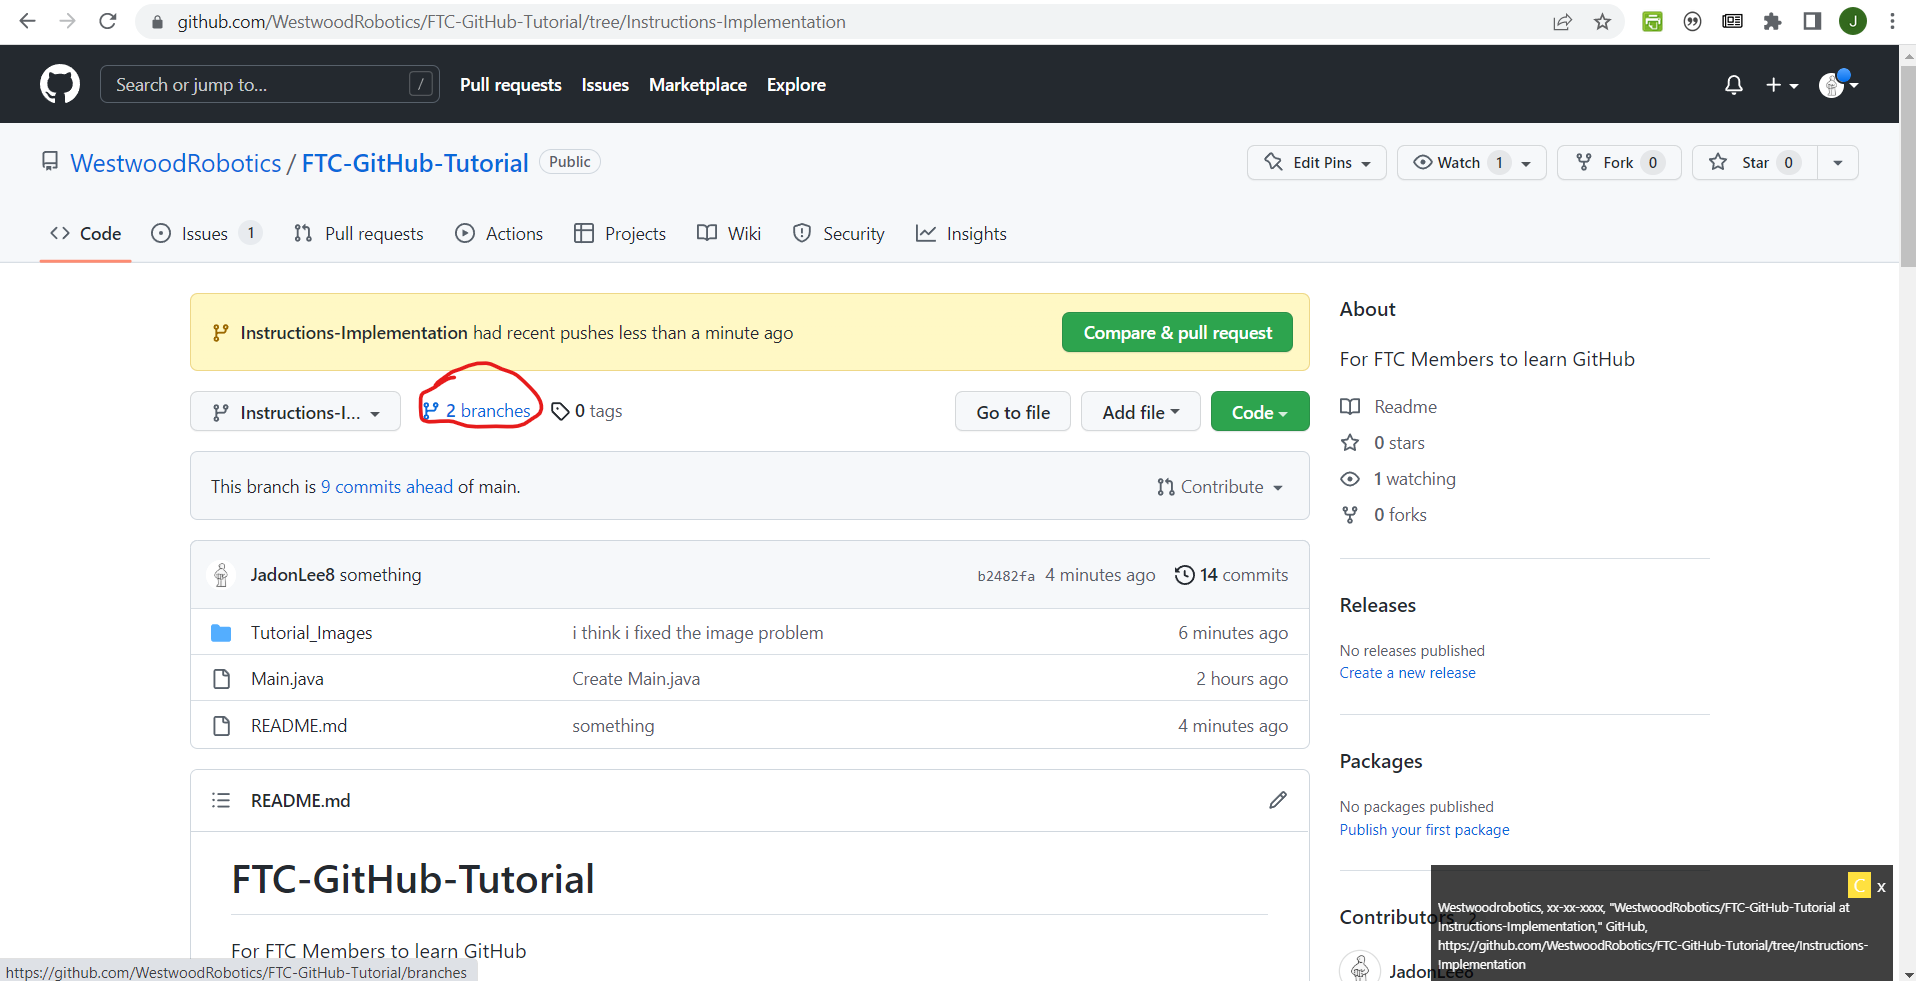 github.com/WestwoodRobotics/FTC-GitHub-Tutorial/tree/Instructions-Implementation
J
Search or jump to... /
Pull requests Issues Marketplace Explore
WestwoodRobotics / FTC-GitHub-Tutorial Public
Edit Pins Watch 1 Fork 0 Star 0
Code Issues 1 Pull requests Actions Projects Wiki Security Insights
Instructions-Implementation had recent pushes less than a minute ago Compare & pull request
Instructions-I... 2 branches 0 tags Go to file Add file Code
This branch is 9 commits ahead of main. Contribute
JadonLee8 something b2482fa 4 minutes ago 14 commits
Tutorial_Images i think i fixed the image problem 6 minutes ago
Main.java Create Main.java 2 hours ago
README.md something 4 minutes ago
README.md
FTC-GitHub-Tutorial
For FTC Members to learn GitHub
About
For FTC Members to learn GitHub
Readme
0 stars
1 watching
0 forks
Releases
No releases published
Create a new release
Packages
No packages published
Publish your first package
Contributors 2
JadonLee8
C x
Westwoodrobotics, xx-xx-xxxx, "WestwoodRobotics/FTC-GitHub-Tutorial at
Instructions-Implementation," GitHub,
https://github.com/WestwoodRobotics/FTC-GitHub-Tutorial/tree/Instructions-
Implementation
https://github.com/WestwoodRobotics/FTC-GitHub-Tutorial/branches